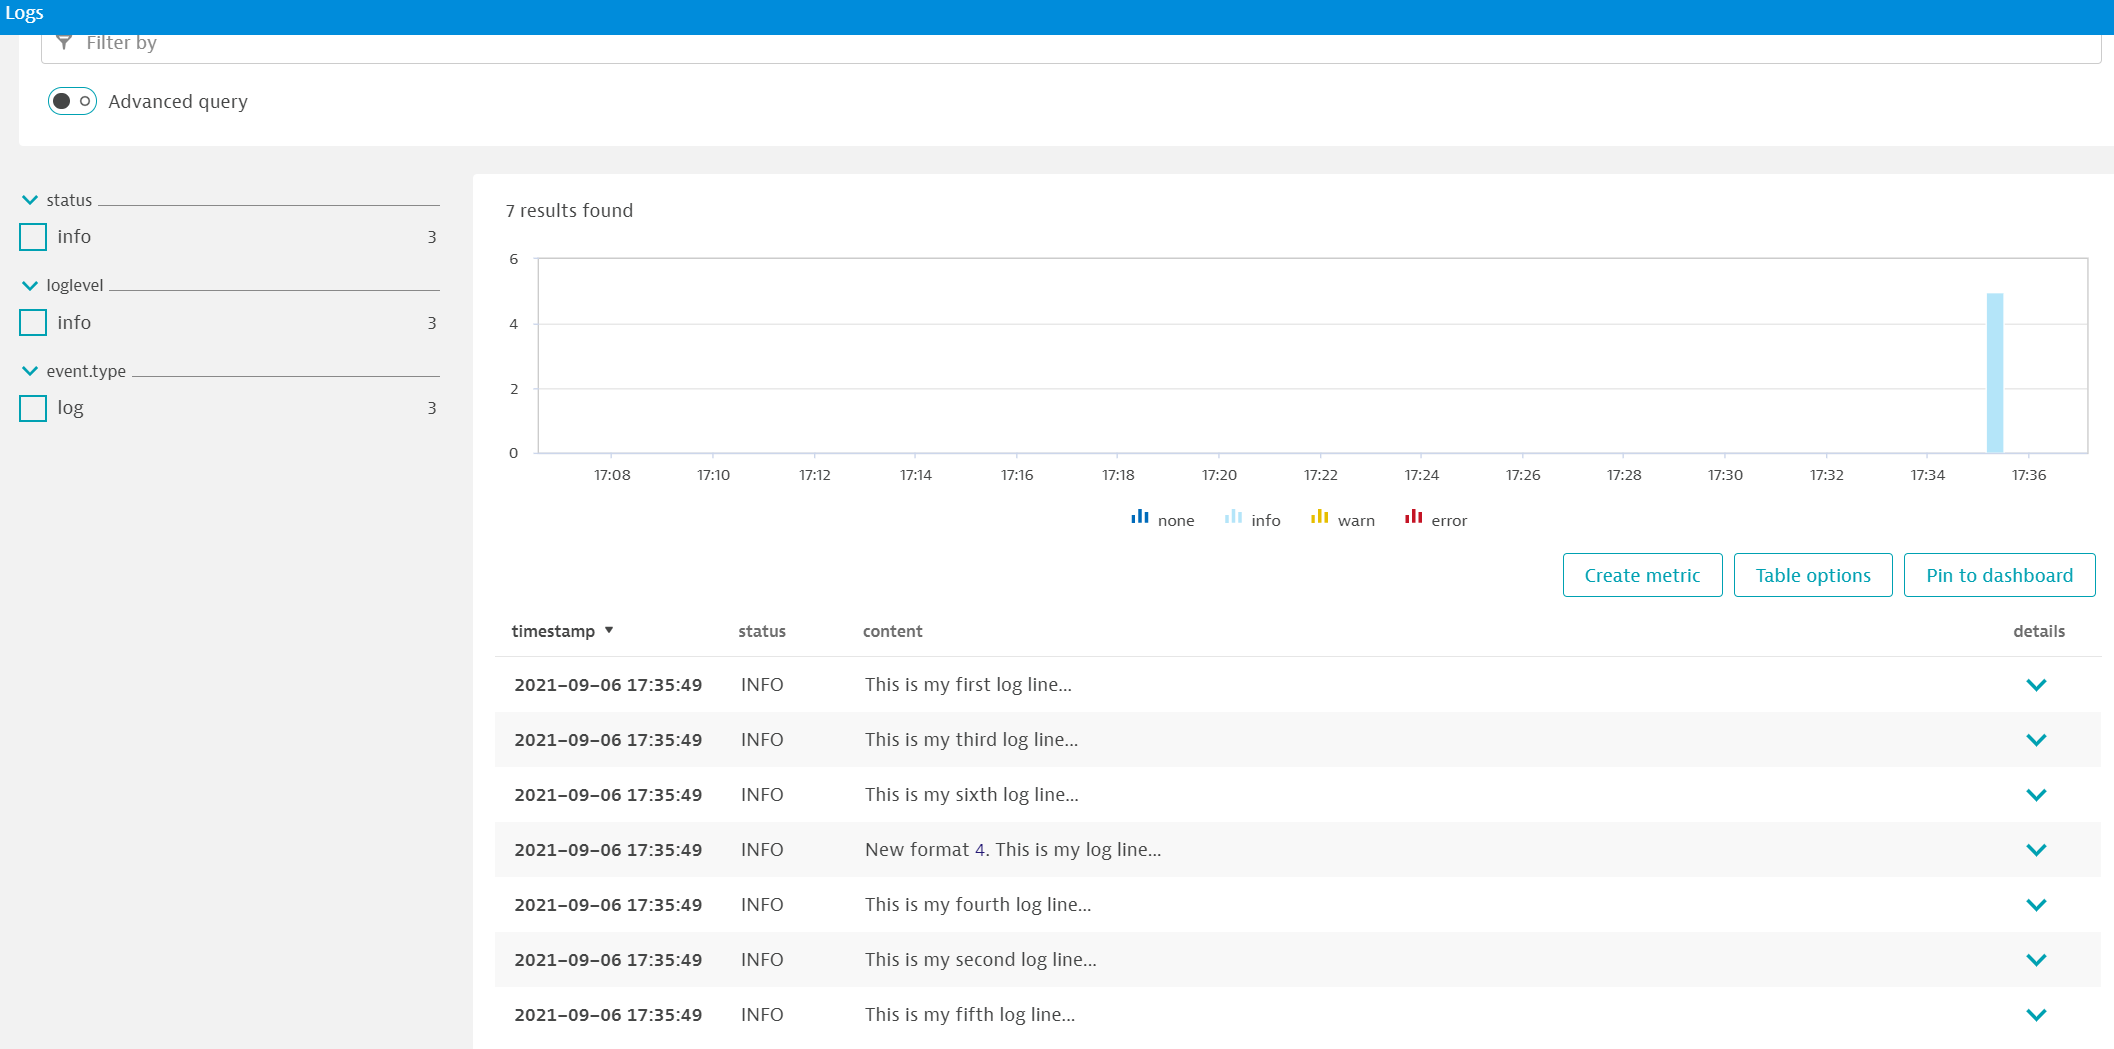 Logs
Filter by
Advanced query
status
info 3
loglevel
info 3
event.type
log 3
7 results found
6
4
2
0
17:08 17:10 17:12 17:14 17:16 17:18 17:20 17:22 17:24 17:26 17:28 17:30 17:32 17:34 17:36
none info warn error
Create metric Table options Pin to dashboard
timestamp status content details
2021-09-06 17:35:49 INFO This is my first log line...
2021-09-06 17:35:49 INFO This is my third log line...
2021-09-06 17:35:49 INFO This is my sixth log line...
2021-09-06 17:35:49 INFO New format 4. This is my log line...
2021-09-06 17:35:49 INFO This is my fourth log line...
2021-09-06 17:35:49 INFO This is my second log line...
2021-09-06 17:35:49 INFO This is my fifth log line...